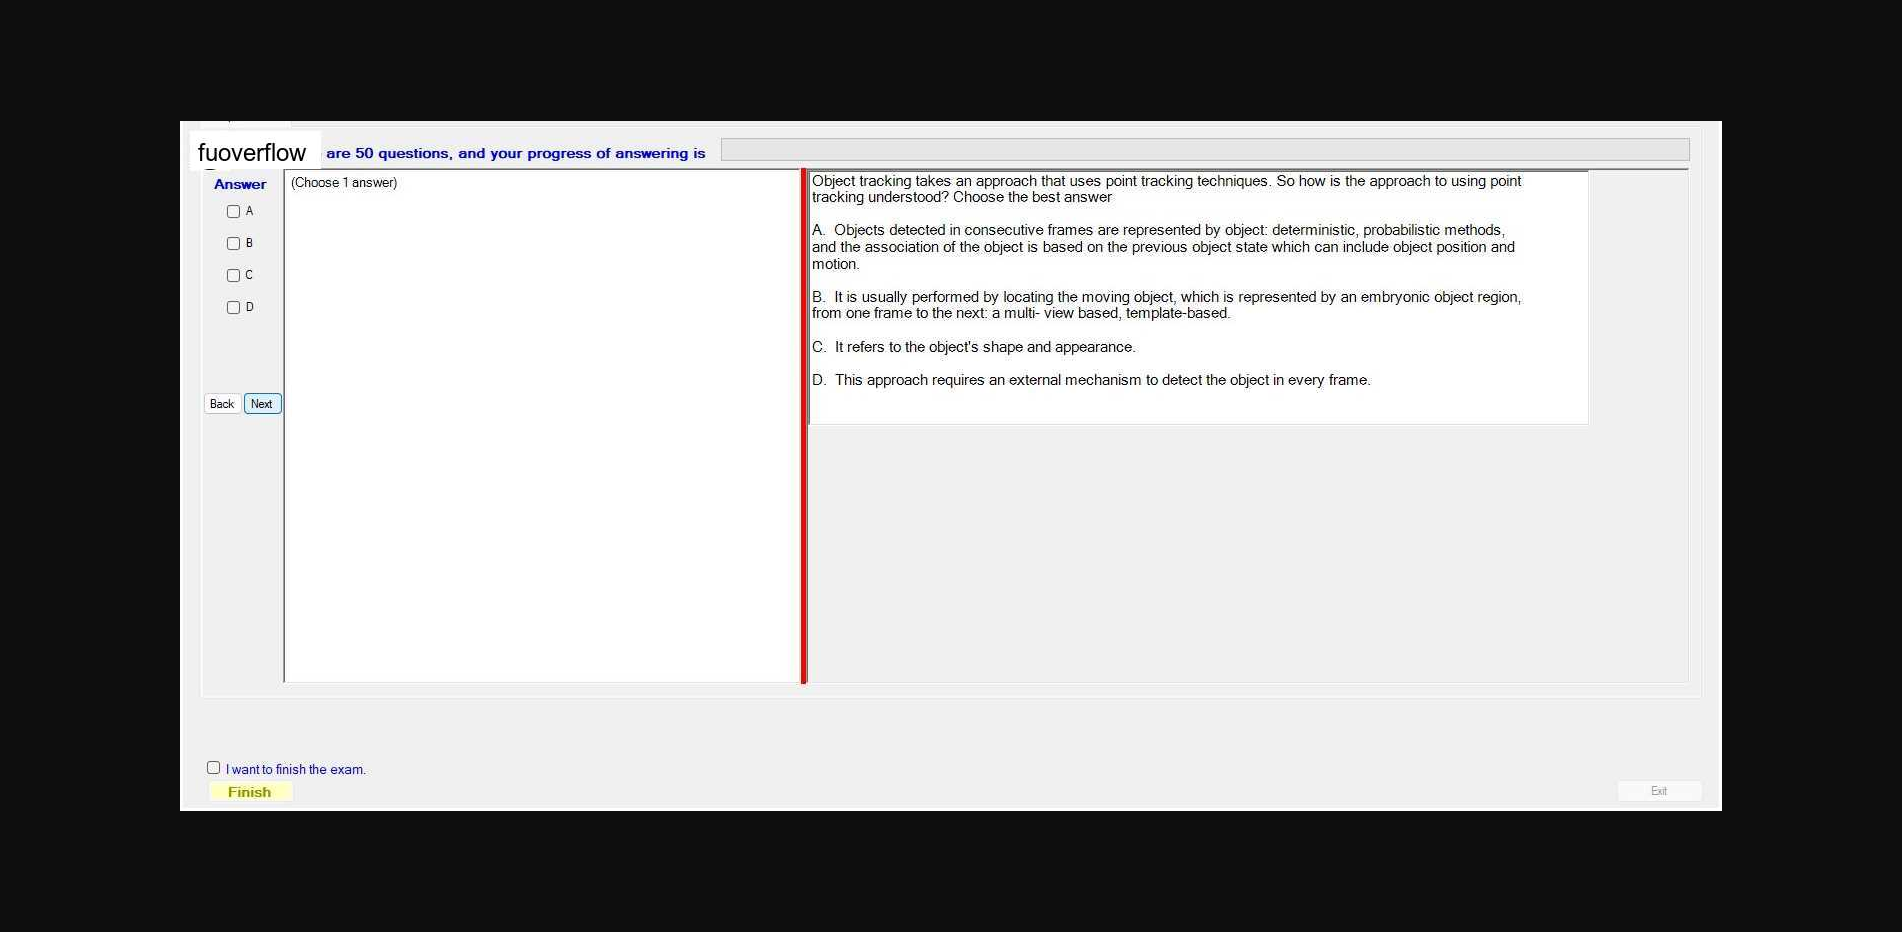 fuoverflow are 50 questions, and your progress of answering is
Answer
(Choose 1 answer)
A
B
C
D
Back Next
Object tracking takes an approach that uses point tracking techniques. So how is the approach to using point
tracking understood? Choose the best answer
A. Objects detected in consecutive frames are represented by object: deterministic, probabilistic methods,
and the association of the object is based on the previous object state which can include object position and
motion.
B. It is usually performed by locating the moving object, which is represented by an embryonic object region,
from one frame to the next: a multi- view based, template-based.
C. It refers to the object's shape and appearance.
D. This approach requires an external mechanism to detect the object in every frame.
I want to finish the exam.
Finish
Exit